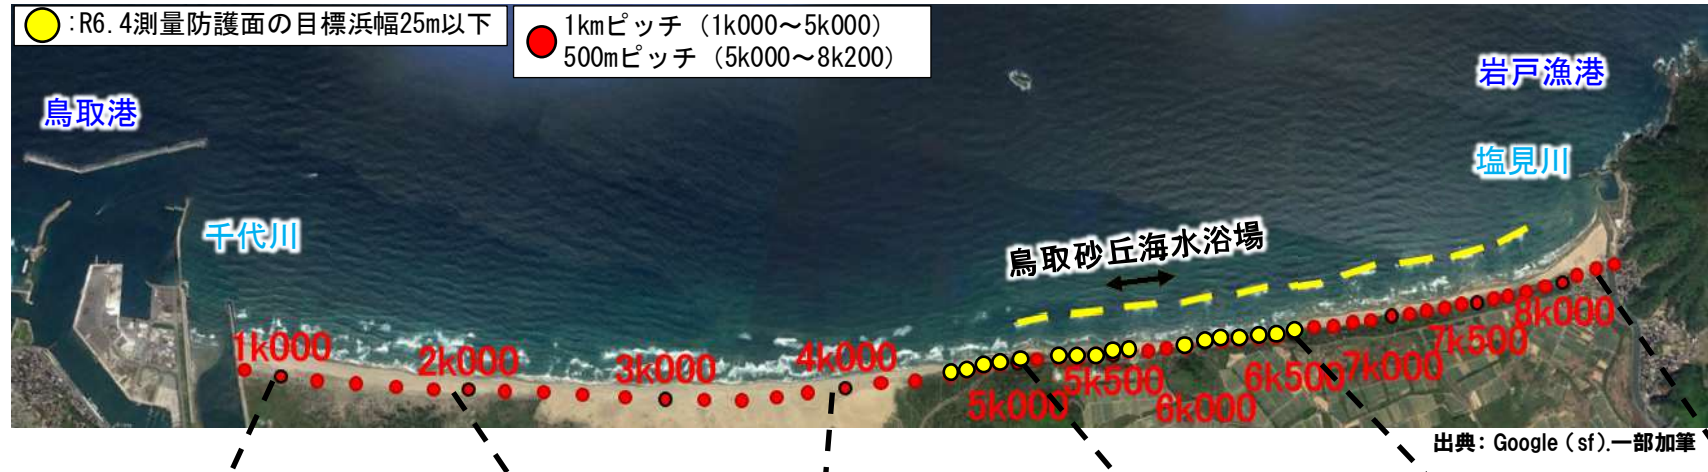 :R6.4測量防護面の目標浜幅25m以下
1kmピッチ（1k000～5k000）
500mピッチ（5k000～8k200）
岩戸漁港
鳥取港
塩見川
千代川
鳥取砂丘海水浴場
1k000
2k000
3k000
4k000
5k000
5k500
6k000
6k500
7k000
7k500
8k000
出典: Google（sf）.一部加筆